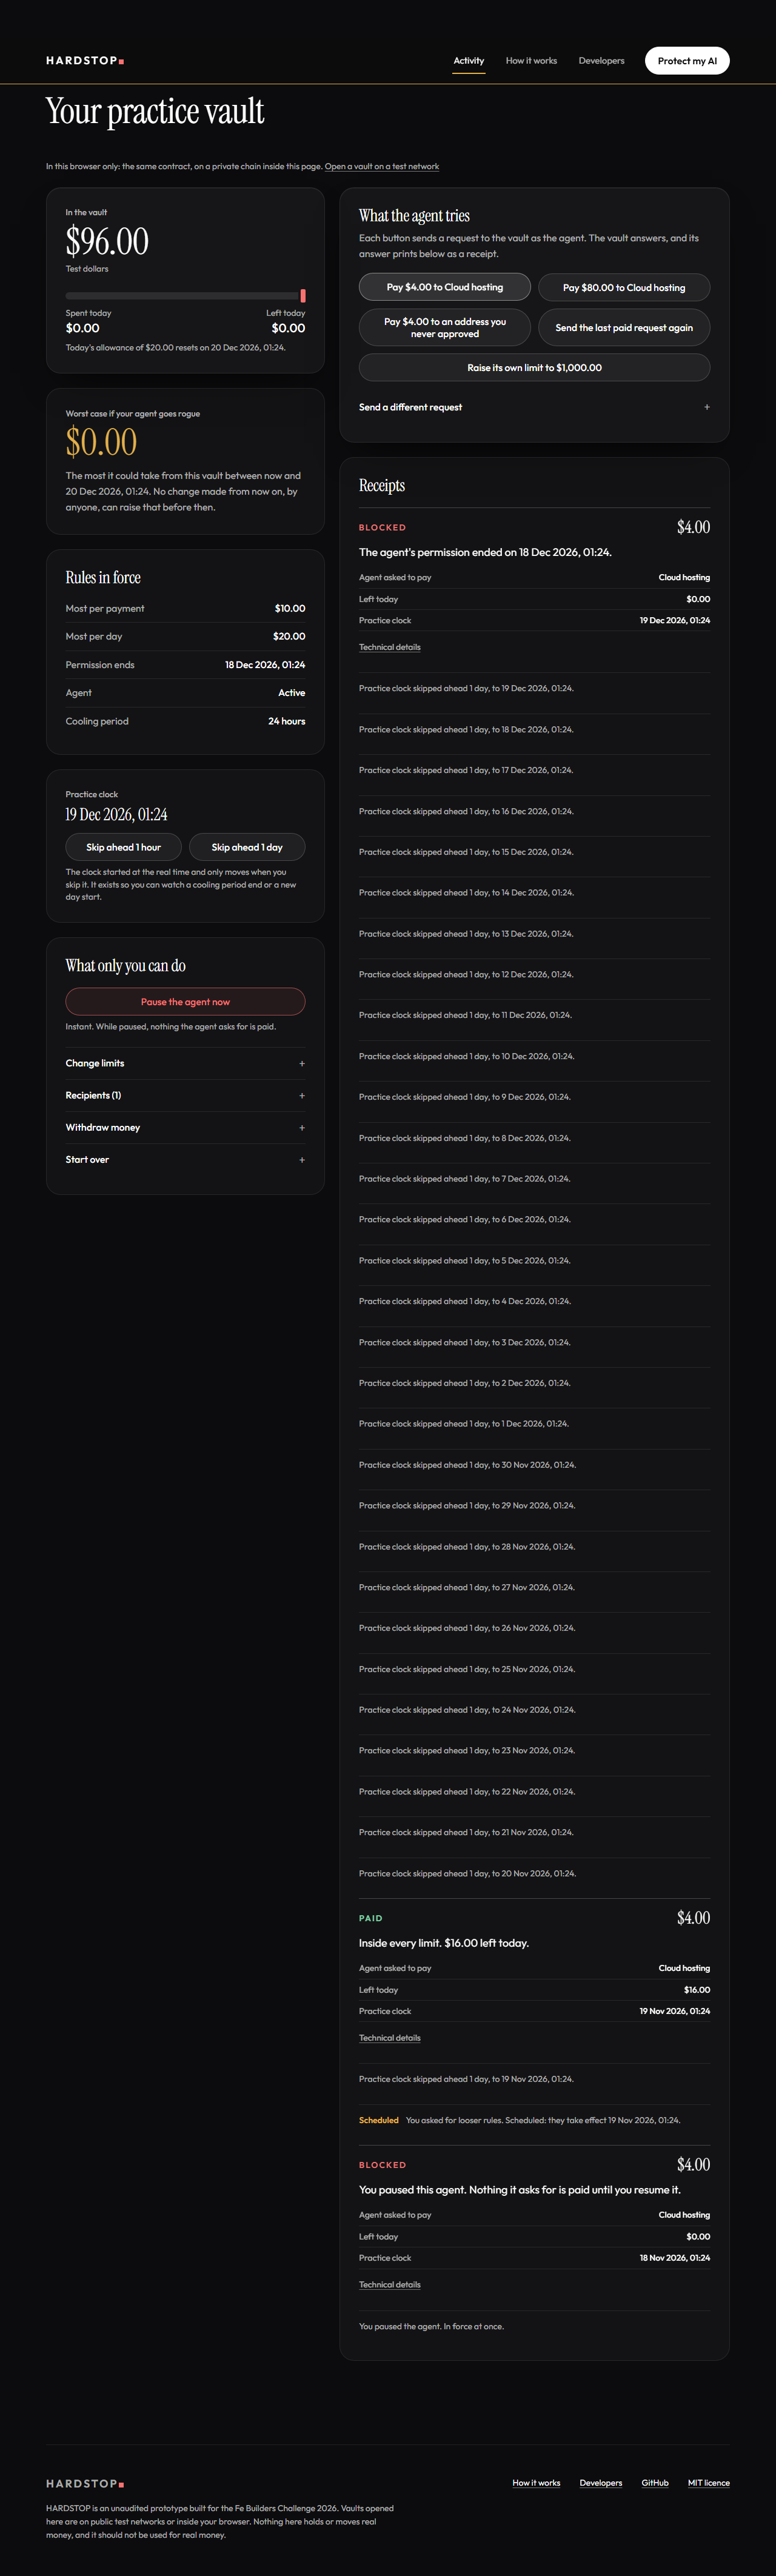 HARDSTOP
Activity
How it works
Developers
Protect my AI
Your practice vault
In this browser only: the same contract, on a private chain inside this page. Open a vault on a test network
In the vault
$96.00
Test dollars
Spent today
Left today
$0.00
$0.00
Today's allowance of $20.00 resets on 20 Dec 2026, 01:24.
Worst case if your agent goes rogue
$0.00
The most it could take from this vault between now and
20 Dec 2026, 01:24. No change made from now on, by
anyone, can raise that before then.
Rules in force
Most per payment $10.00
Most per day $20.00
Permission ends 18 Dec 2026, 01:24
Agent Active
Cooling period 24 hours
Practice clock
19 Dec 2026, 01:24
Skip ahead 1 hour
Skip ahead 1 day
The clock started at the real time and only moves when you
skip it. It exists so you can watch a cooling period end or a new
day start.
What only you can do
Pause the agent now
Instant. While paused, nothing the agent asks for is paid.
Change limits +
Recipients (1) +
Withdraw money +
Start over +
What the agent tries
Each button sends a request to the vault as the agent. The vault answers, and its
answer prints below as a receipt.
Pay $4.00 to Cloud hosting
Pay $80.00 to Cloud hosting
Pay $4.00 to an address you
never approved
Send the last paid request again
Raise its own limit to $1,000.00
Send a different request +
Receipts
BLOCKED $4.00
The agent's permission ended on 18 Dec 2026, 01:24.
Agent asked to pay Cloud hosting
Left today $0.00
Practice clock 19 Dec 2026, 01:24
Technical details
Practice clock skipped ahead 1 day, to 19 Dec 2026, 01:24.
Practice clock skipped ahead 1 day, to 18 Dec 2026, 01:24.
Practice clock skipped ahead 1 day, to 17 Dec 2026, 01:24.
Practice clock skipped ahead 1 day, to 16 Dec 2026, 01:24.
Practice clock skipped ahead 1 day, to 15 Dec 2026, 01:24.
Practice clock skipped ahead 1 day, to 14 Dec 2026, 01:24.
Practice clock skipped ahead 1 day, to 13 Dec 2026, 01:24.
Practice clock skipped ahead 1 day, to 12 Dec 2026, 01:24.
Practice clock skipped ahead 1 day, to 11 Dec 2026, 01:24.
Practice clock skipped ahead 1 day, to 10 Dec 2026, 01:24.
Practice clock skipped ahead 1 day, to 9 Dec 2026, 01:24.
Practice clock skipped ahead 1 day, to 8 Dec 2026, 01:24.
Practice clock skipped ahead 1 day, to 7 Dec 2026, 01:24.
Practice clock skipped ahead 1 day, to 6 Dec 2026, 01:24.
Practice clock skipped ahead 1 day, to 5 Dec 2026, 01:24.
Practice clock skipped ahead 1 day, to 4 Dec 2026, 01:24.
Practice clock skipped ahead 1 day, to 3 Dec 2026, 01:24.
Practice clock skipped ahead 1 day, to 2 Dec 2026, 01:24.
Practice clock skipped ahead 1 day, to 1 Dec 2026, 01:24.
Practice clock skipped ahead 1 day, to 30 Nov 2026, 01:24.
Practice clock skipped ahead 1 day, to 29 Nov 2026, 01:24.
Practice clock skipped ahead 1 day, to 28 Nov 2026, 01:24.
Practice clock skipped ahead 1 day, to 27 Nov 2026, 01:24.
Practice clock skipped ahead 1 day, to 26 Nov 2026, 01:24.
Practice clock skipped ahead 1 day, to 25 Nov 2026, 01:24.
Practice clock skipped ahead 1 day, to 24 Nov 2026, 01:24.
Practice clock skipped ahead 1 day, to 23 Nov 2026, 01:24.
Practice clock skipped ahead 1 day, to 22 Nov 2026, 01:24.
Practice clock skipped ahead 1 day, to 21 Nov 2026, 01:24.
Practice clock skipped ahead 1 day, to 20 Nov 2026, 01:24.
PAID $4.00
Inside every limit. $16.00 left today.
Agent asked to pay Cloud hosting
Left today $16.00
Practice clock 19 Nov 2026, 01:24
Technical details
Practice clock skipped ahead 1 day, to 19 Nov 2026, 01:24.
Scheduled You asked for looser rules. Scheduled: they take effect 19 Nov 2026, 01:24.
BLOCKED $4.00
You paused this agent. Nothing it asks for is paid until you resume it.
Agent asked to pay Cloud hosting
Left today $0.00
Practice clock 18 Nov 2026, 01:24
Technical details
You paused the agent. In force at once.
HARDSTOP
How it works
Developers
GitHub
MIT licence
HARDSTOP is an unaudited prototype built for the Fe Builders Challenge 2026. Vaults opened
here are on public test networks or inside your browser. Nothing here holds or moves real
money, and it should not be used for real money.